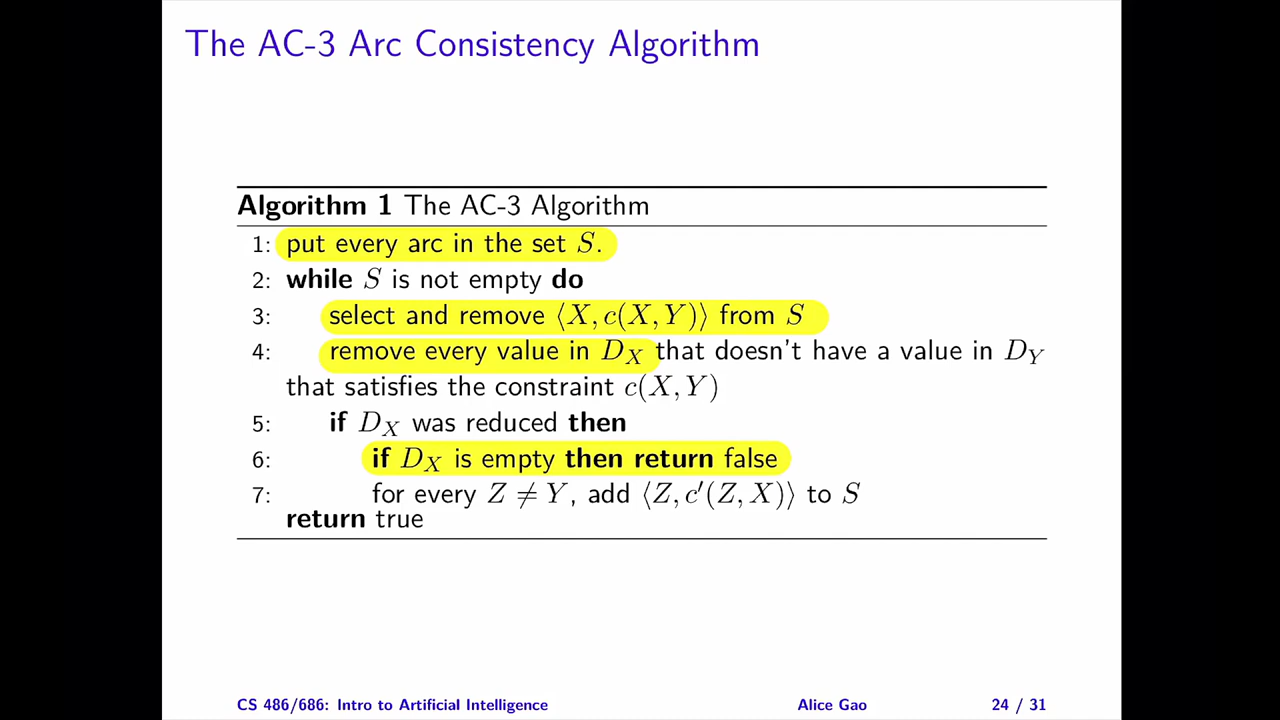 The AC-3 Arc Consistency Algorithm
Algorithm 1 The AC-3 Algorithm
1: put every arc in the set S.
2: while S is not empty do
3: select and remove ⟨X, c(X, Y)⟩ from S
4: remove every value in D_X that doesn't have a value in D_Y
that satisfies the constraint c(X, Y)
5: if D_X was reduced then
6: if D_X is empty then return false
7: for every Z ≠ Y, add ⟨Z, c′(Z, X)⟩ to S
return true
CS 486/686: Intro to Artificial Intelligence Alice Gao 24 / 31